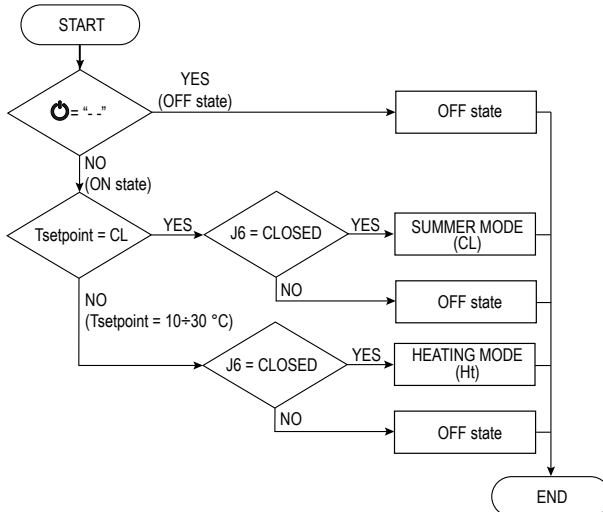 START
YES
(OFF state)
= “- -”
OFF state
NO
(ON state)
Tsetpoint = CL
YES
J6 = CLOSED
YES
SUMMER MODE
(CL)
NO
OFF state
NO
(Tsetpoint = 10÷30 °C)
J6 = CLOSED
YES
HEATING MODE
(Ht)
NO
OFF state
END